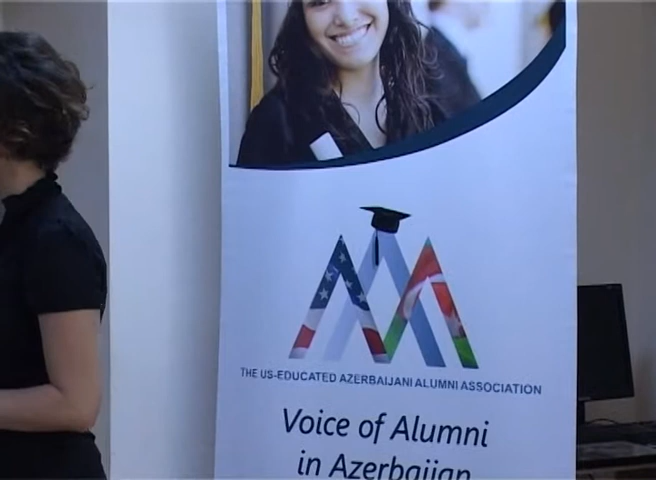 THE US-EDUCATED AZERBAIJANI ALUMNI ASSOCIATION
Voice of Alumni
in Azerbaijan